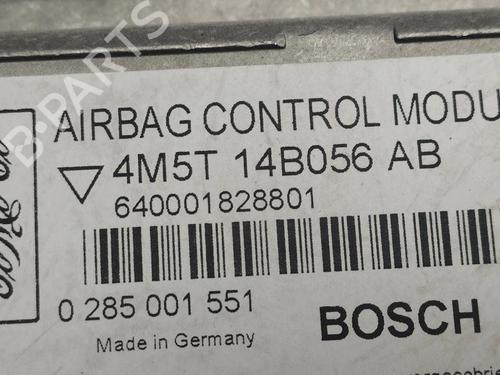 AIRBAG CONTROL MODU
4M5T 14B056 AB
640001828801
0 285 001 551
Made in Germany
BOSCH
B-PARTS